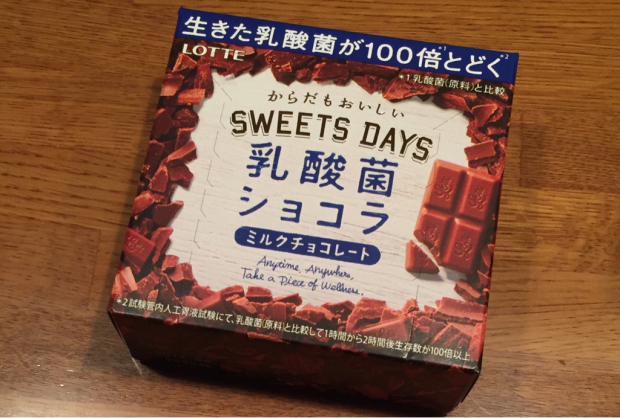 生きた乳酸菌が100倍とどく
*1
*2
LOTTE
*1乳酸菌(原料)と比較
からだもおいしい
SWEETS DAYS
乳酸菌
ショコラ
ミルクチョコレート
Anytime, Anywhere,
Take a Piece of Wellness.
*2試験管内人工胃液試験にて、乳酸菌(原料)と比較して1時間から2時間後生存数が100倍以上